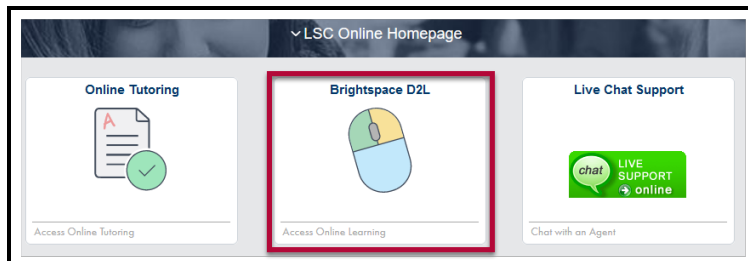 LSC Online Homepage
Online Tutoring
A
Access Online Tutoring
Brightspace D2L
Access Online Learning
Live Chat Support
chat
LIVE
SUPPORT
online
Chat with an Agent